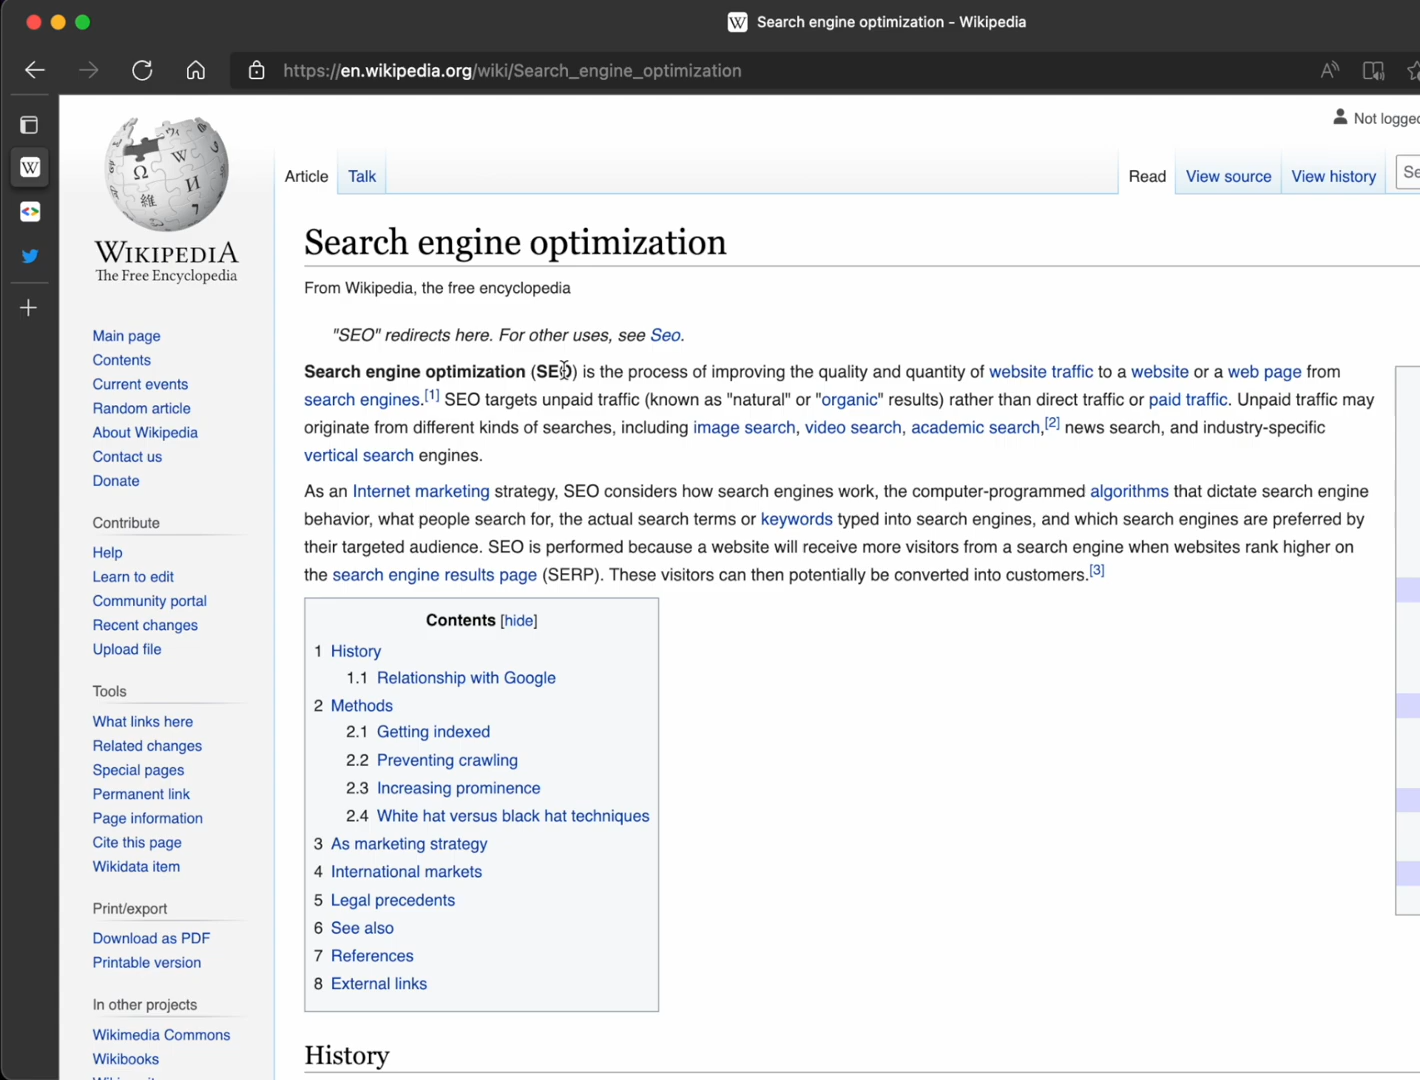 Search engine optimization - Wikipedia
https://en.wikipedia.org/wiki/Search_engine_optimization
Not logged
Article
Talk
Read
View source
View history
Se
WIKIPEDIA
The Free Encyclopedia
Main page
Contents
Current events
Random article
About Wikipedia
Contact us
Donate
Contribute
Help
Learn to edit
Community portal
Recent changes
Upload file
Tools
What links here
Related changes
Special pages
Permanent link
Page information
Cite this page
Wikidata item
Print/export
Download as PDF
Printable version
In other projects
Wikimedia Commons
Wikibooks
Search engine optimization
From Wikipedia, the free encyclopedia
"SEO" redirects here. For other uses, see Seo.
Search engine optimization (SEO) is the process of improving the quality and quantity of website traffic to a website or a web page from
search engines.[1] SEO targets unpaid traffic (known as "natural" or "organic" results) rather than direct traffic or paid traffic. Unpaid traffic may
originate from different kinds of searches, including image search, video search, academic search,[2] news search, and industry-specific
vertical search engines.
As an Internet marketing strategy, SEO considers how search engines work, the computer-programmed algorithms that dictate search engine
behavior, what people search for, the actual search terms or keywords typed into search engines, and which search engines are preferred by
their targeted audience. SEO is performed because a website will receive more visitors from a search engine when websites rank higher on
the search engine results page (SERP). These visitors can then potentially be converted into customers.[3]
Contents [hide]
1 History
1.1 Relationship with Google
2 Methods
2.1 Getting indexed
2.2 Preventing crawling
2.3 Increasing prominence
2.4 White hat versus black hat techniques
3 As marketing strategy
4 International markets
5 Legal precedents
6 See also
7 References
8 External links
History